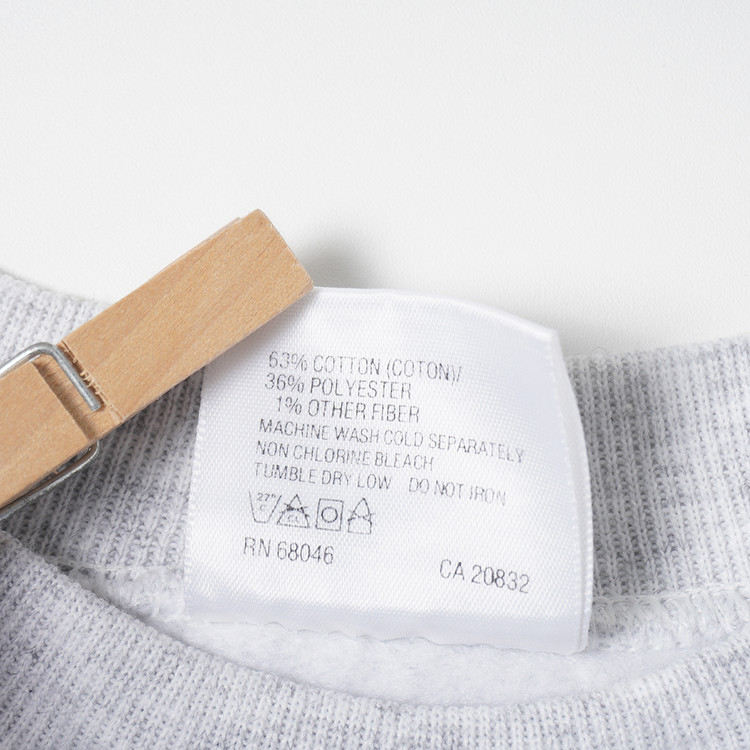 63% COTTON (COTON)/
36% POLYESTER
1% OTHER FIBER
MACHINE WASH COLD SEPARATELY
NON CHLORINE BLEACH
TUMBLE DRY LOW DO NOT IRON
27° C CL
RN 68046 CA 20832